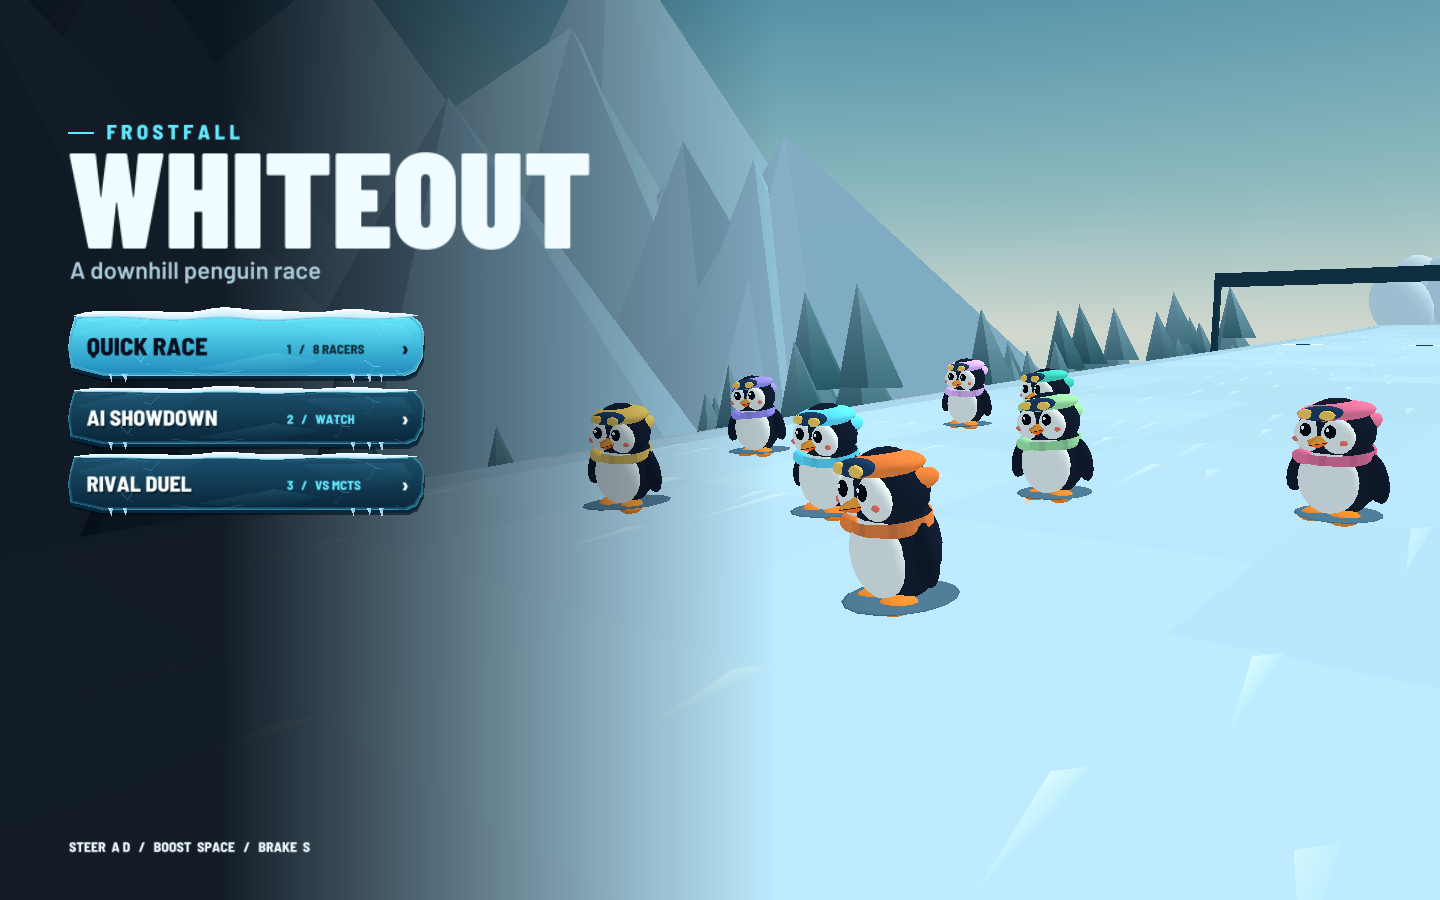 FROSTFALL
WHITEOUT
A downhill penguin race
QUICK RACE 1 / 8 RACERS ›
AI SHOWDOWN 2 / WATCH ›
RIVAL DUEL 3 / VS MCTS ›
STEER A D / BOOST SPACE / BRAKE S